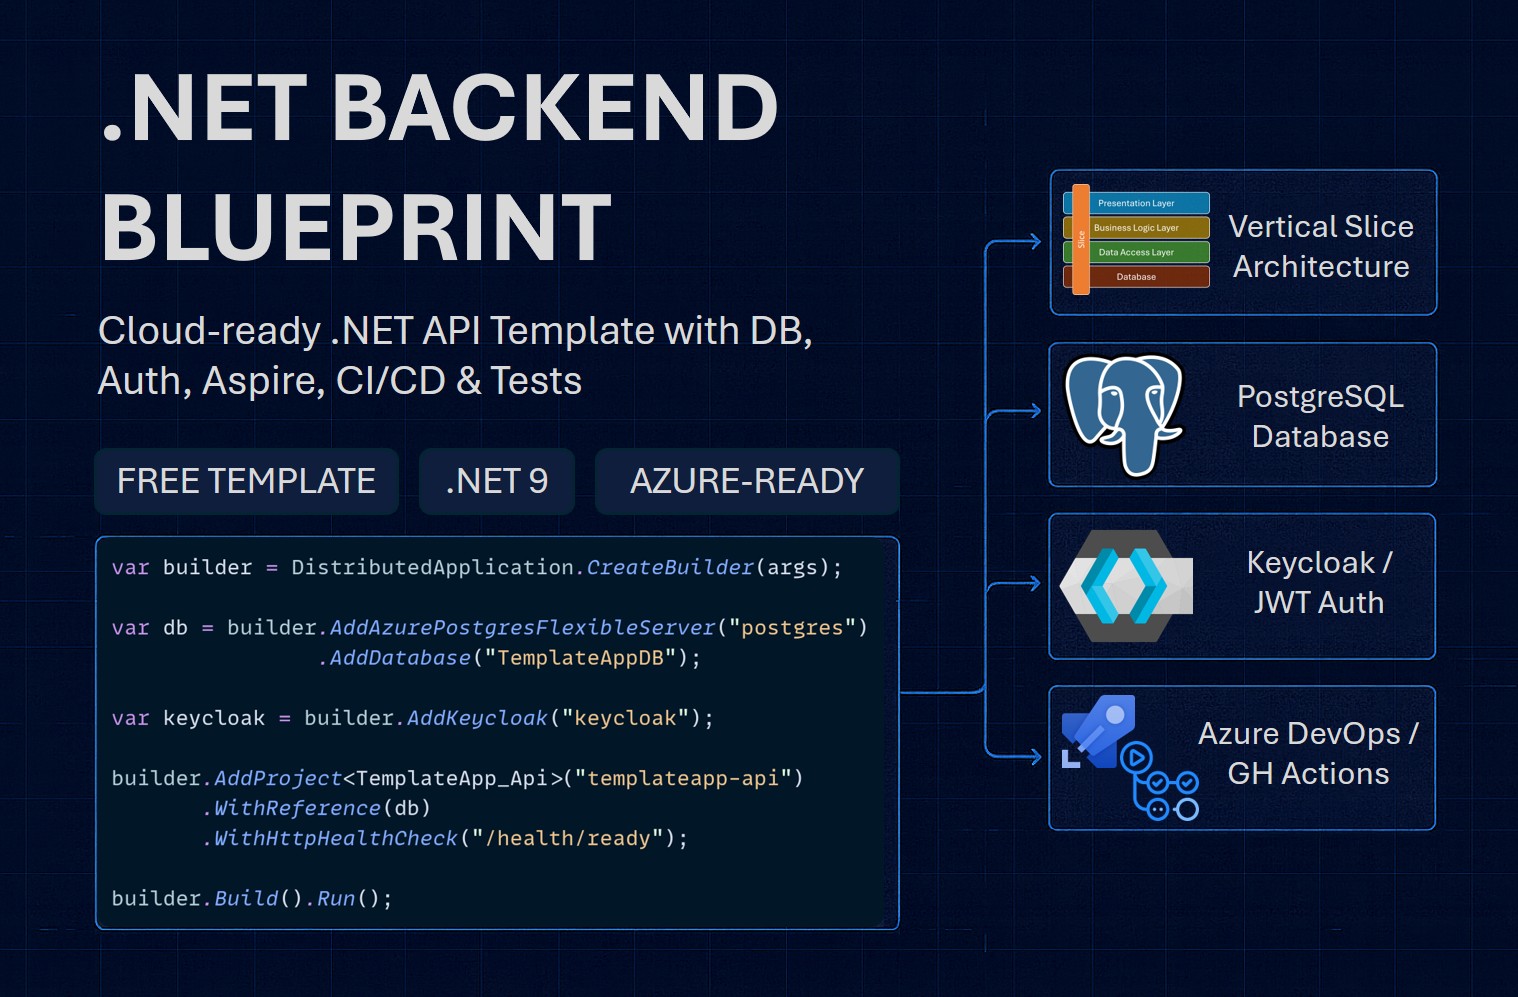 .NET BACKEND
BLUEPRINT
Cloud-ready .NET API Template with DB,
Auth, Aspire, CI/CD & Tests
FREE TEMPLATE
.NET 9
AZURE-READY
var builder = DistributedApplication.CreateBuilder(args);
var db = builder.AddAzurePostgresFlexibleServer("postgres")
.AddDatabase("TemplateAppDB");
var keycloak = builder.AddKeycloak("keycloak");
builder.AddProject<TemplateApp_Api>("templateapp-api")
.WithReference(db)
.WithHttpHealthCheck("/health/ready");
builder.Build().Run();
Slice
Presentation Layer
Business Logic Layer
Data Access Layer
Database
Vertical Slice
Architecture
PostgreSQL
Database
Keycloak /
JWT Auth
Azure DevOps /
GH Actions